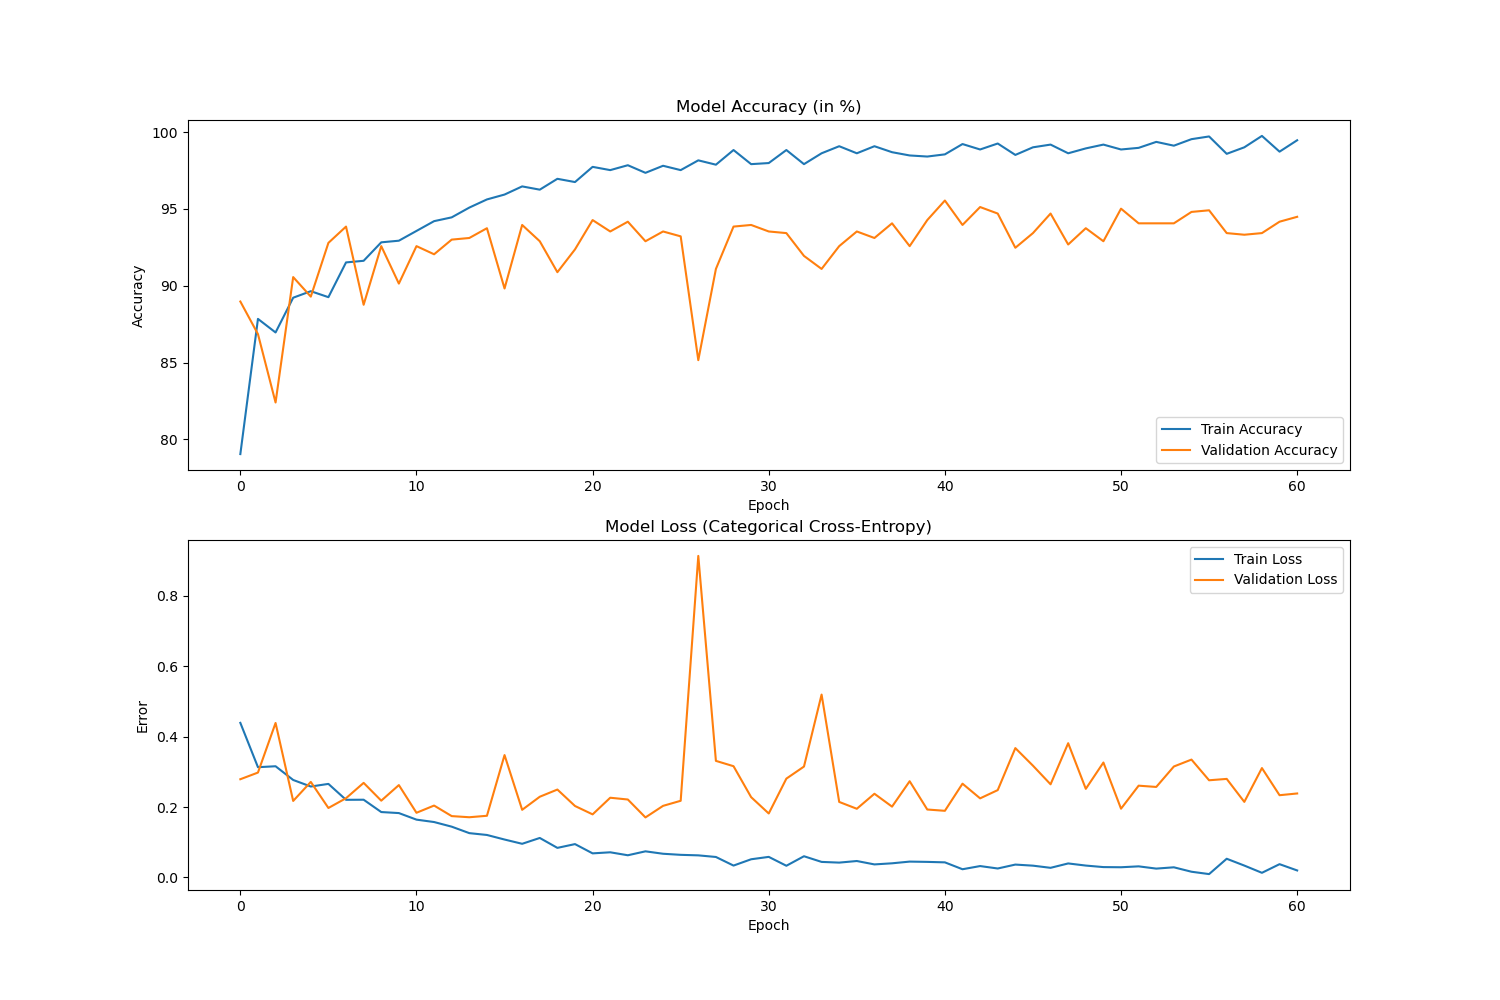 Model Accuracy (in %)
100
95
90
85
80
Accuracy
Train Accuracy
Validation Accuracy
0 10 20 30 40 50 60
Epoch
Model Loss (Categorical Cross-Entropy)
Train Loss
Validation Loss
0.8
0.6
0.4
0.2
0.0
Error
0 10 20 30 40 50 60
Epoch